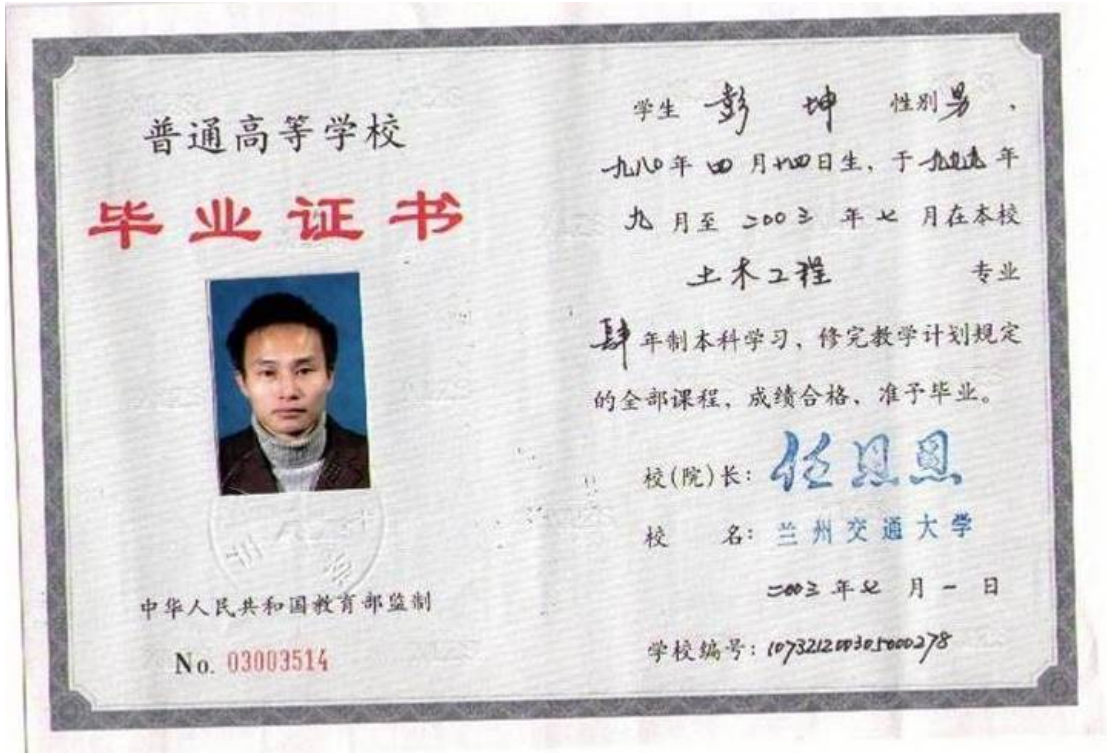 普通高等学校
毕业证书
中华人民共和国教育部监制
No. 03003514
学生 彭 坤 性别 男、
一九八〇年 四 月 廿四日生、于 一九九九 年
九 月至 二00三 年 七 月在本校
土木工程 专业
肆 年制本科学习、修完教学计划规定
的全部课程、成绩合格、准予毕业。
校(院)长: 任恩恩
校 名: 兰州交通大学
二00三 年 七 月 一 日
学校编号: 107321200305000278